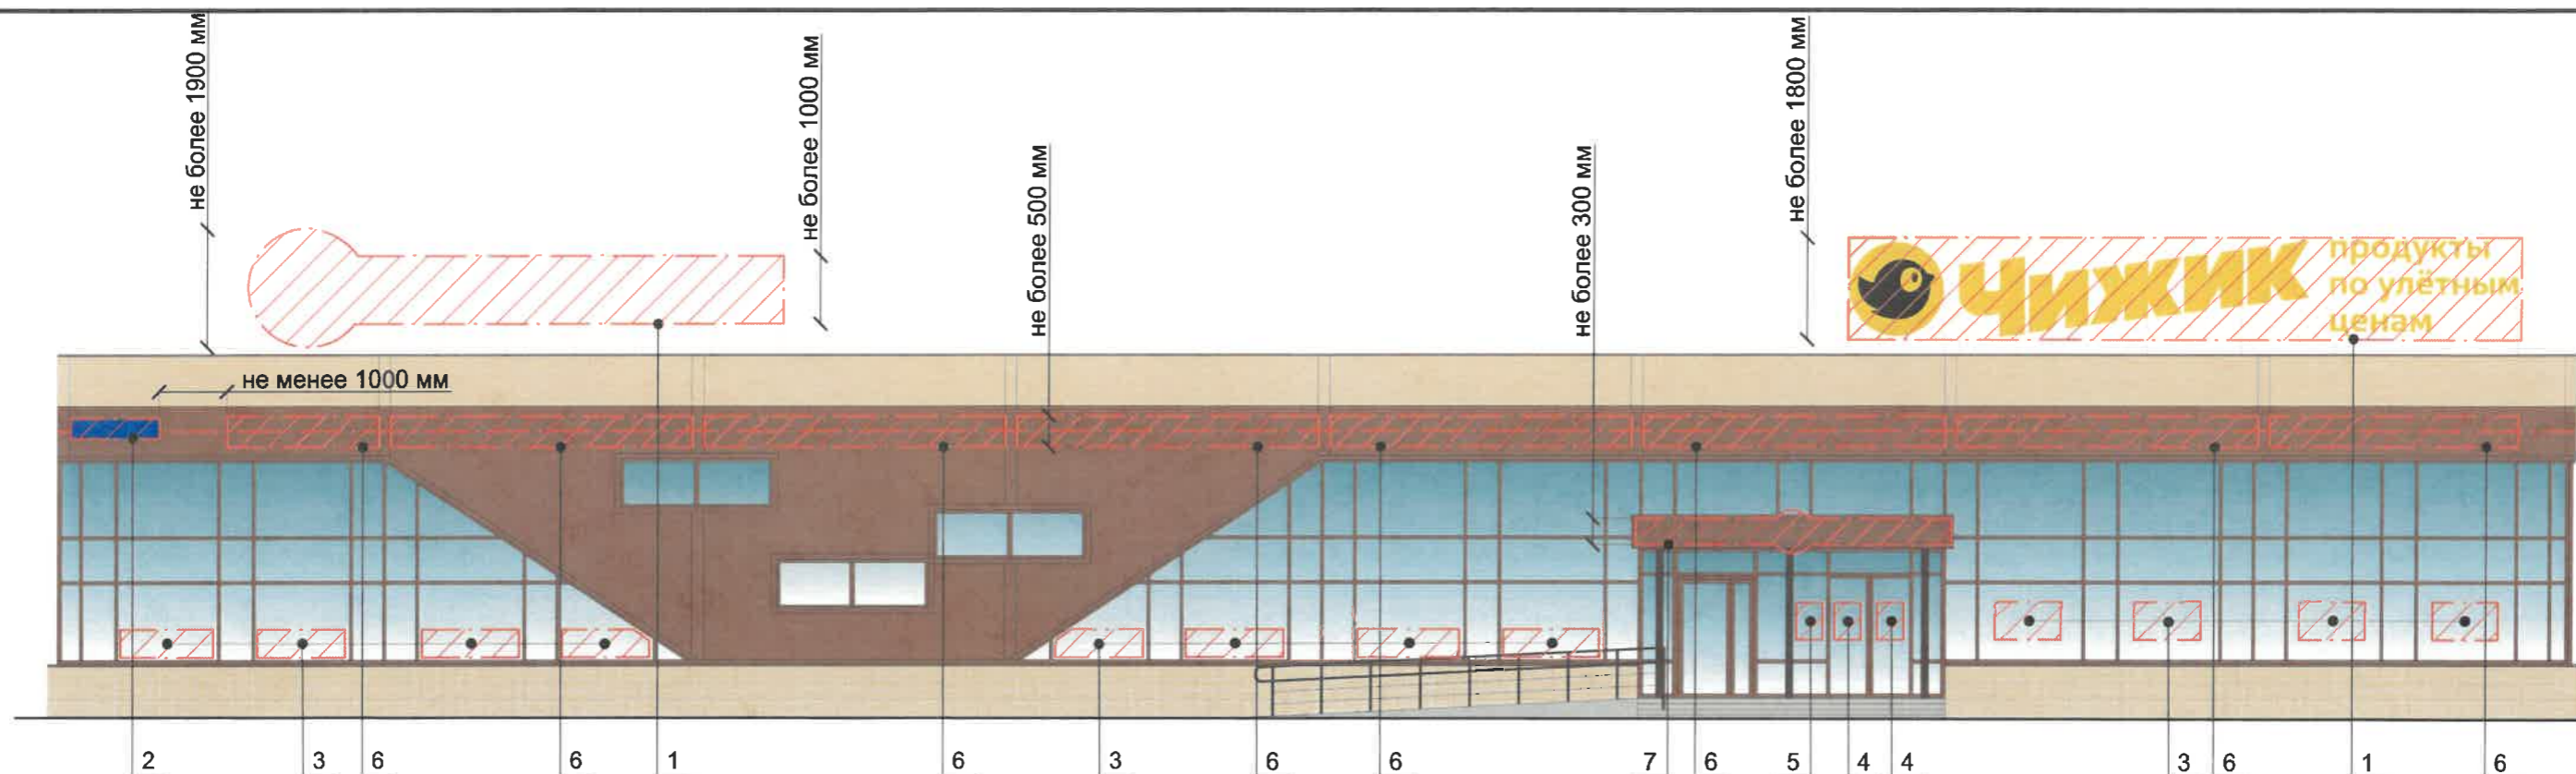 не более 1900 мм
не более 1000 мм
не более 500 мм
не более 300 мм
не более 1800 мм
Чижик
продукты
по улётным
ценам
не менее 1000 мм
2 3 6 6 1 6 3 6 6 7 6 5 4 4 3 6 1 6